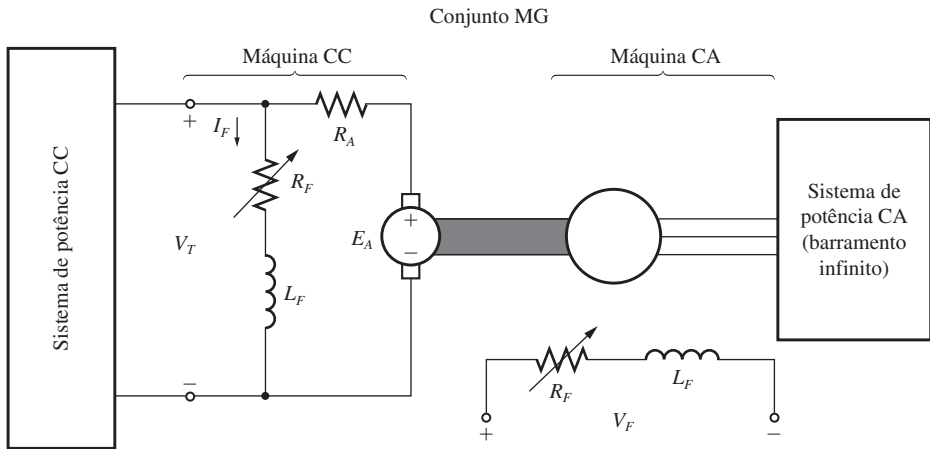 Conjunto MG
Máquina CC
Máquina CA
Sistema de potência CC
+
I_F
R_A
R_F
V_T
L_F
−
E_A
+
−
Sistema de
potência CA
(barramento
infinito)
R_F
L_F
+
V_F
−